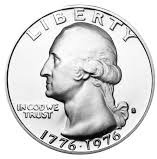 LIBERTY
IN GOD WE
TRUST
S
1776 · 1976